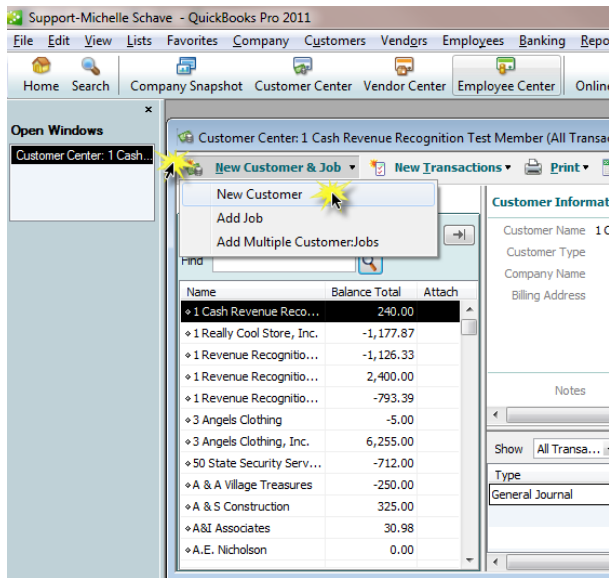 Support-Michelle Schave - QuickBooks Pro 2011
File Edit View Lists Favorites Company Customers Vendors Employees Banking Repo
Home Search Company Snapshot Customer Center Vendor Center Employee Center Online
Open Windows
Customer Center: 1 Cash...
Customer Center: 1 Cash Revenue Recognition Test Member (All Transa
New Customer & Job New Transactions Print
New Customer
Add Job
Add Multiple Customer:Jobs
Find
Name Balance Total Attach
1 Cash Revenue Reco... 240.00
1 Really Cool Store, Inc. -1,177.87
1 Revenue Recognitio... -1,126.33
1 Revenue Recognitio... 2,400.00
1 Revenue Recognitio... -793.39
3 Angels Clothing -5.00
3 Angels Clothing, Inc. 6,255.00
50 State Security Serv... -712.00
A & A Village Treasures -250.00
A & S Construction 325.00
A&I Associates 30.98
A.E. Nicholson 0.00
Customer Informat
Customer Name 1 C
Customer Type
Company Name
Billing Address
Notes
Show All Transa...
Type
General Journal